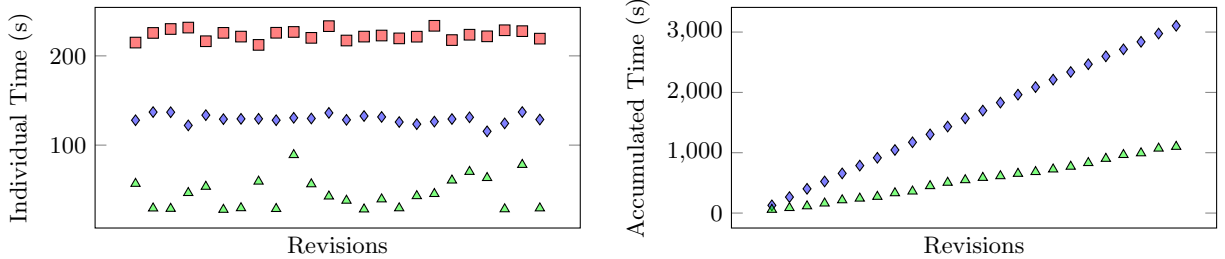 Individual Time (s)
200
100
Revisions
Accumulated Time (s)
3,000
2,000
1,000
0
Revisions